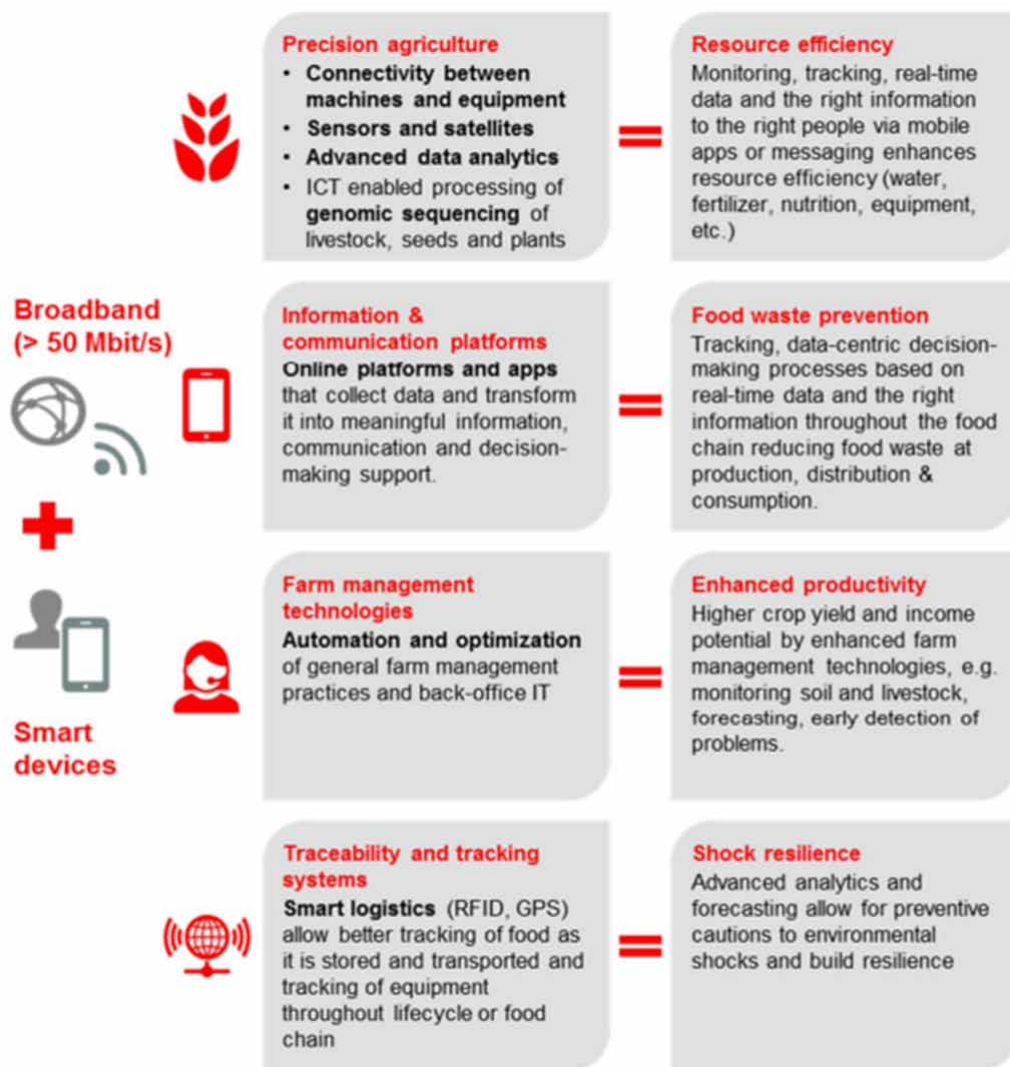 Precision agriculture
• Connectivity between
machines and equipment
• Sensors and satellites
• Advanced data analytics
• ICT enabled processing of
genomic sequencing of
livestock, seeds and plants
Resource efficiency
Monitoring, tracking, real-time
data and the right information
to the right people via mobile
apps or messaging enhances
resource efficiency (water,
fertilizer, nutrition, equipment,
etc.)
Broadband
(> 50 Mbit/s)
Information &
communication platforms
Online platforms and apps
that collect data and transform
it into meaningful information,
communication and decision-
making support.
Food waste prevention
Tracking, data-centric decision-
making processes based on
real-time data and the right
information throughout the food
chain reducing food waste at
production, distribution &
consumption.
Smart
devices
Farm management
technologies
Automation and optimization
of general farm management
practices and back-office IT
Enhanced productivity
Higher crop yield and income
potential by enhanced farm
management technologies, e.g.
monitoring soil and livestock,
forecasting, early detection of
problems.
Traceability and tracking
systems
Smart logistics (RFID, GPS)
allow better tracking of food as
it is stored and transported and
tracking of equipment
throughout lifecycle or food
chain
Shock resilience
Advanced analytics and
forecasting allow for preventive
cautions to environmental
shocks and build resilience